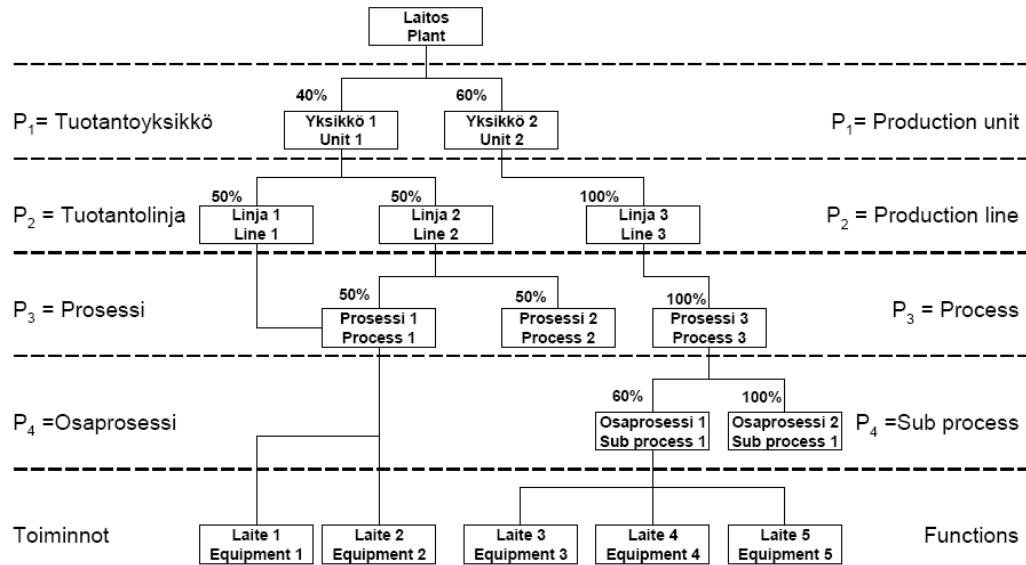 Laitos
Plant
40%
60%
P₁= Tuotantoyksikkö
Yksikkö 1
Unit 1
Yksikkö 2
Unit 2
P₁= Production unit
50%
50%
100%
P₂ = Tuotantolinja
Linja 1
Line 1
Linja 2
Line 2
Linja 3
Line 3
P₂ = Production line
50%
50%
100%
P₃ = Prosessi
Prosessi 1
Process 1
Prosessi 2
Process 2
Prosessi 3
Process 3
P₃ = Process
60%
100%
P₄ =Osaprosessi
Osaprosessi 1
Sub process 1
Osaprosessi 2
Sub process 1
P₄ =Sub process
Toiminnot
Laite 1
Equipment 1
Laite 2
Equipment 2
Laite 3
Equipment 3
Laite 4
Equipment 4
Laite 5
Equipment 5
Functions